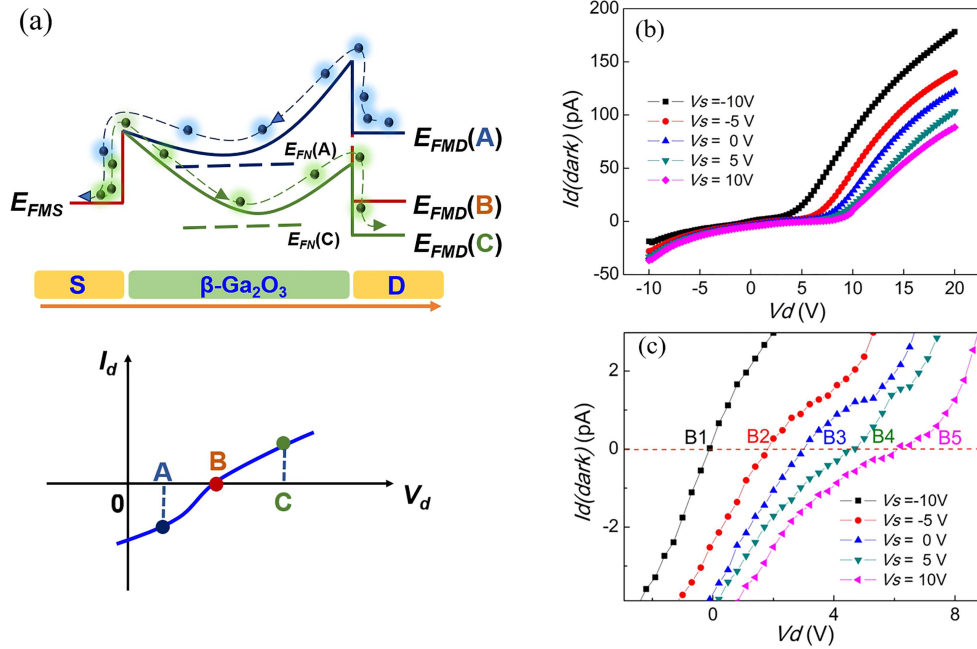 (a)
E_FMS
E_FN(A)
E_FMD(A)
E_FMD(B)
E_FN(C)
E_FMD(C)
S
β-Ga₂O₃
D
I_d
A
B
C
0
V_d
(b)
Id(dark) (pA)
200
150
100
50
0
-50
Vs =-10V
Vs = -5 V
Vs = 0 V
Vs = 5 V
Vs = 10V
-10
-5
0
5
10
15
20
Vd (V)
(c)
Id(dark) (pA)
2
0
-2
B1
B2
B3
B4
B5
Vs =-10V
Vs = -5 V
Vs = 0 V
Vs = 5 V
Vs = 10V
0
4
8
Vd (V)